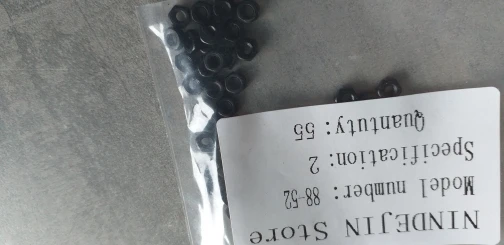 NINDEJIN Store
Model number: 88-52
Specification: 2
Quantuty: 55